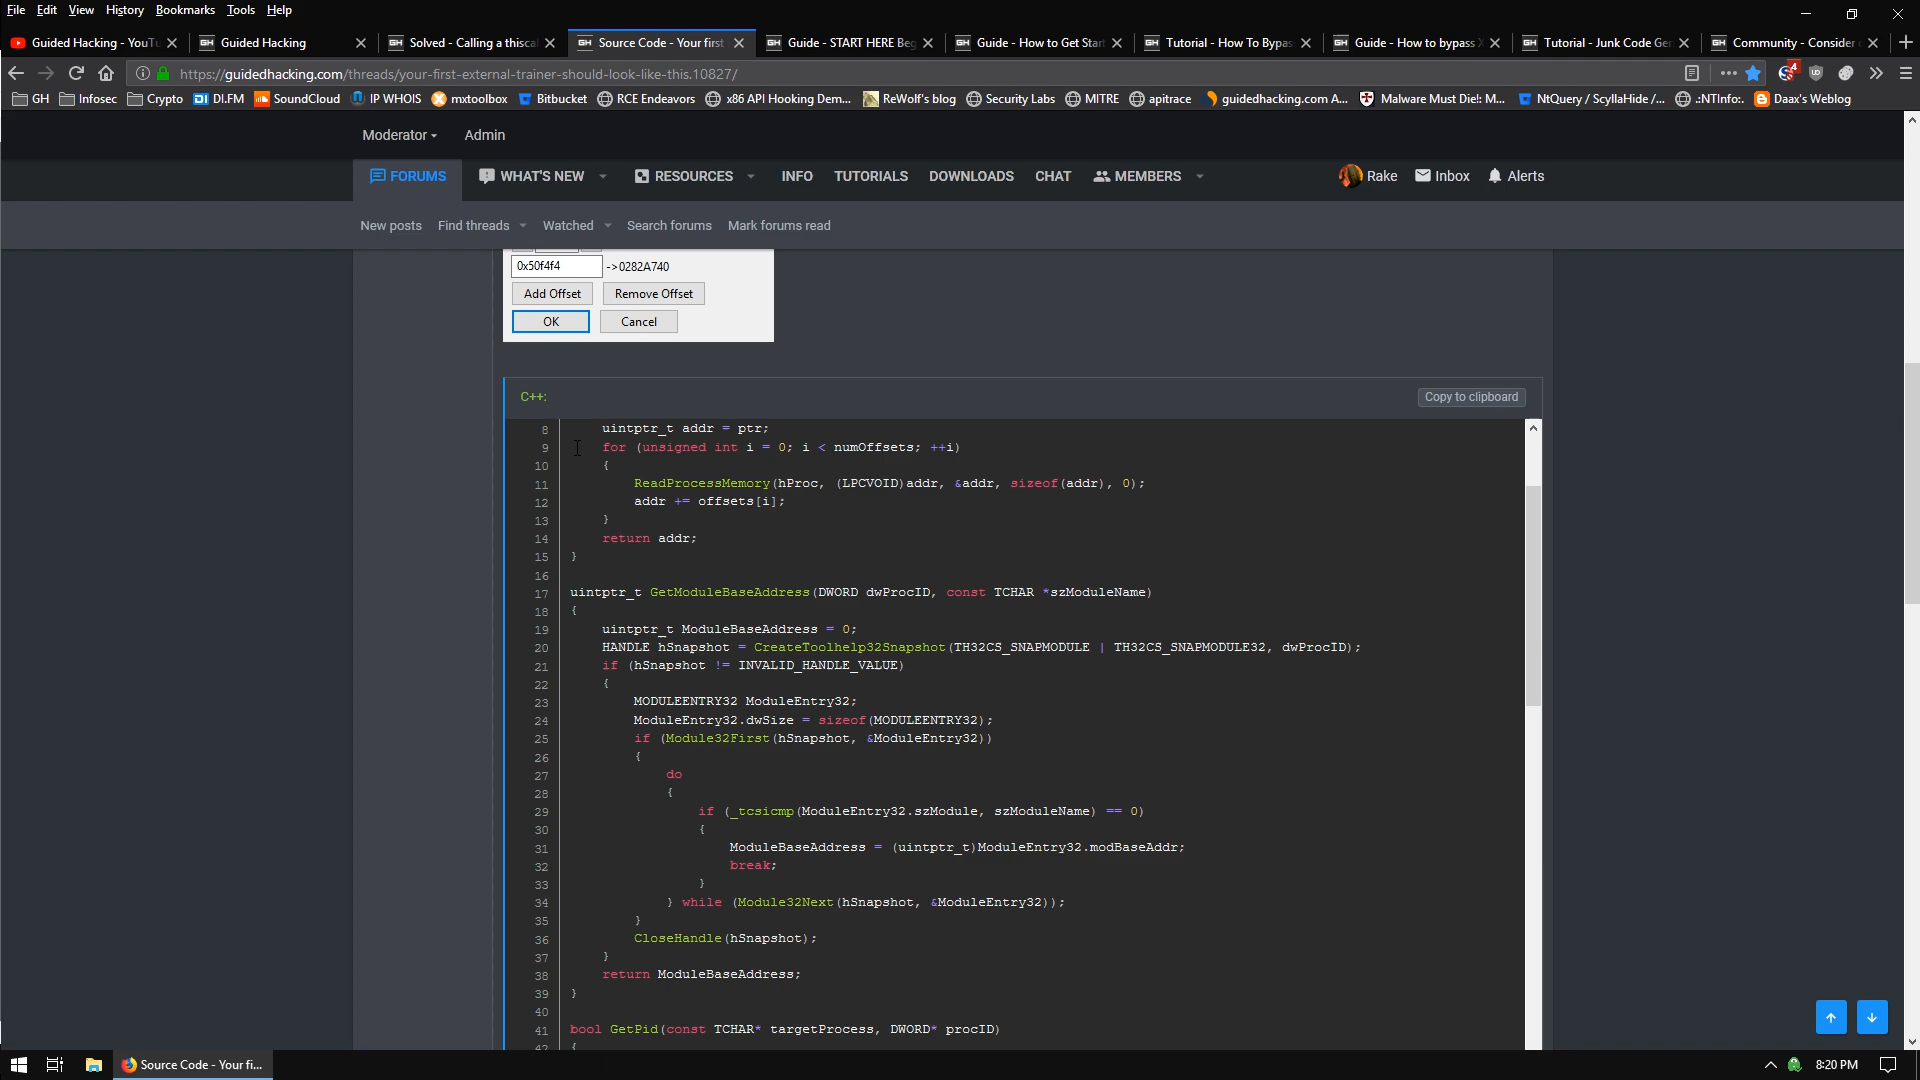 File Edit View History Bookmarks Tools Help
Guided Hacking - YouTu
Guided Hacking
Solved - Calling a thisca
Source Code - Your first
Guide - START HERE Beg
Guide - How to Get Star
Tutorial - How To Bypas
Guide - How to bypass
Tutorial - Junk Code Ger
Community - Consider
https://guidedhacking.com/threads/your-first-external-trainer-should-look-like-this.10827/
4
GH Infosec Crypto DI.FM SoundCloud IP WHOIS mxtoolbox Bitbucket RCE Endeavors x86 API Hooking Dem... ReWolf's blog Security Labs MITRE apitrace guidedhacking.com A... Malware Must Die!: M... NtQuery / ScyllaHide /... .:NTInfo:. Daax's Weblog
Moderator Admin
FORUMS WHAT'S NEW RESOURCES INFO TUTORIALS DOWNLOADS CHAT MEMBERS Rake Inbox Alerts
New posts Find threads Watched Search forums Mark forums read
0x50f4f4 ->0282A740
Add Offset Remove Offset
OK Cancel
C++: Copy to clipboard
8 uintptr_t addr = ptr;
9 for (unsigned int i = 0; i < numOffsets; ++i)
10 {
11 ReadProcessMemory(hProc, (LPCVOID)addr, &addr, sizeof(addr), 0);
12 addr += offsets[i];
13 }
14 return addr;
15 }
16
17 uintptr_t GetModuleBaseAddress(DWORD dwProcID, const TCHAR *szModuleName)
18 {
19 uintptr_t ModuleBaseAddress = 0;
20 HANDLE hSnapshot = CreateToolhelp32Snapshot(TH32CS_SNAPMODULE | TH32CS_SNAPMODULE32, dwProcID);
21 if (hSnapshot != INVALID_HANDLE_VALUE)
22 {
23 MODULEENTRY32 ModuleEntry32;
24 ModuleEntry32.dwSize = sizeof(MODULEENTRY32);
25 if (Module32First(hSnapshot, &ModuleEntry32))
26 {
27 do
28 {
29 if (_tcsicmp(ModuleEntry32.szModule, szModuleName) == 0)
30 {
31 ModuleBaseAddress = (uintptr_t)ModuleEntry32.modBaseAddr;
32 break;
33 }
34 } while (Module32Next(hSnapshot, &ModuleEntry32));
35 }
36 CloseHandle(hSnapshot);
37 }
38 return ModuleBaseAddress;
39 }
40
41 bool GetPid(const TCHAR* targetProcess, DWORD* procID)
42 {
Source Code - Your fi... 8:20 PM